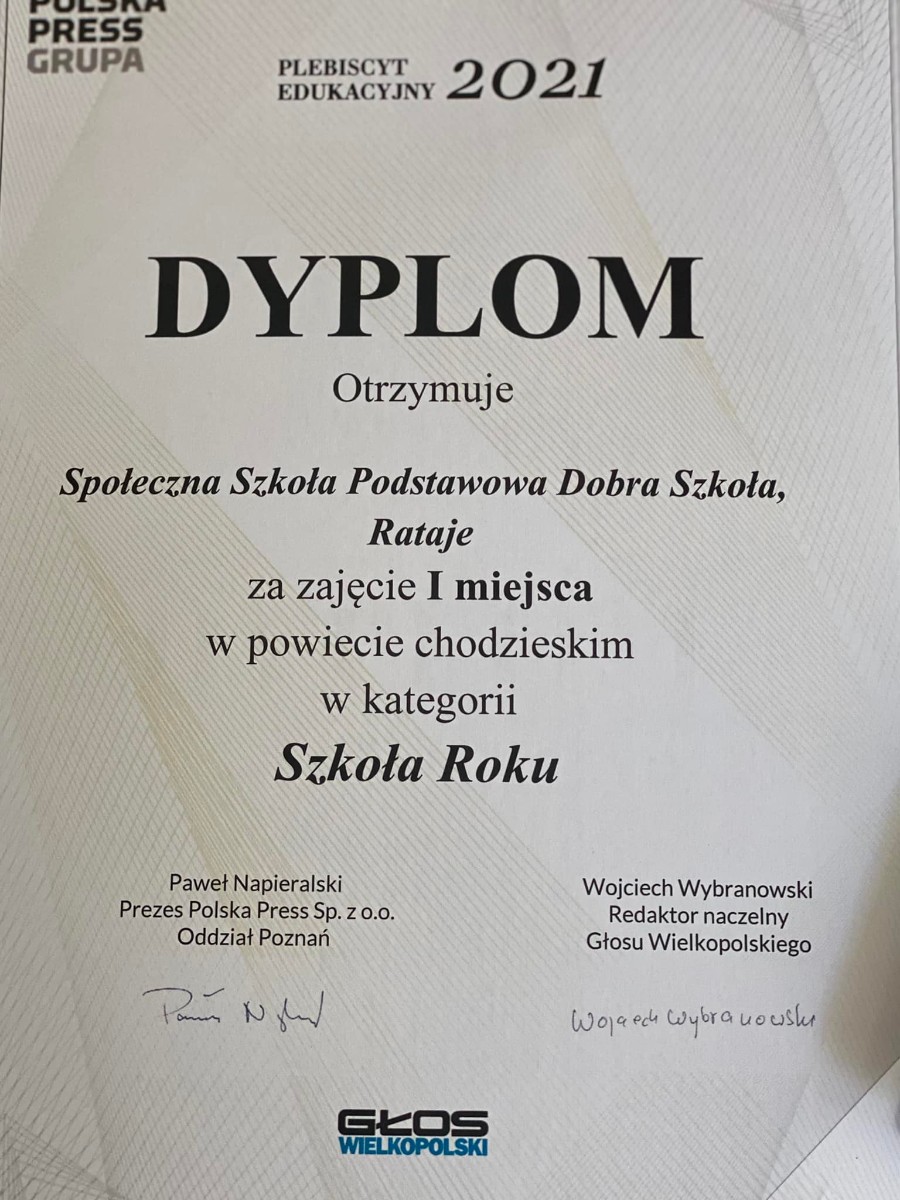 POLSKA
PRESS
GRUPA
PLEBISCYT
EDUKACYJNY 2021
DYPLOM
Otrzymuje
Społeczna Szkoła Podstawowa Dobra Szkoła,
Rataje
za zajęcie I miejsca
w powiecie chodzieskim
w kategorii
Szkoła Roku
Paweł Napieralski
Prezes Polska Press Sp. z o.o.
Oddział Poznań
Wojciech Wybranowski
Redaktor naczelny
Głosu Wielkopolskiego
Wojciech Wybranowski
GŁOS
WIELKOPOLSKI